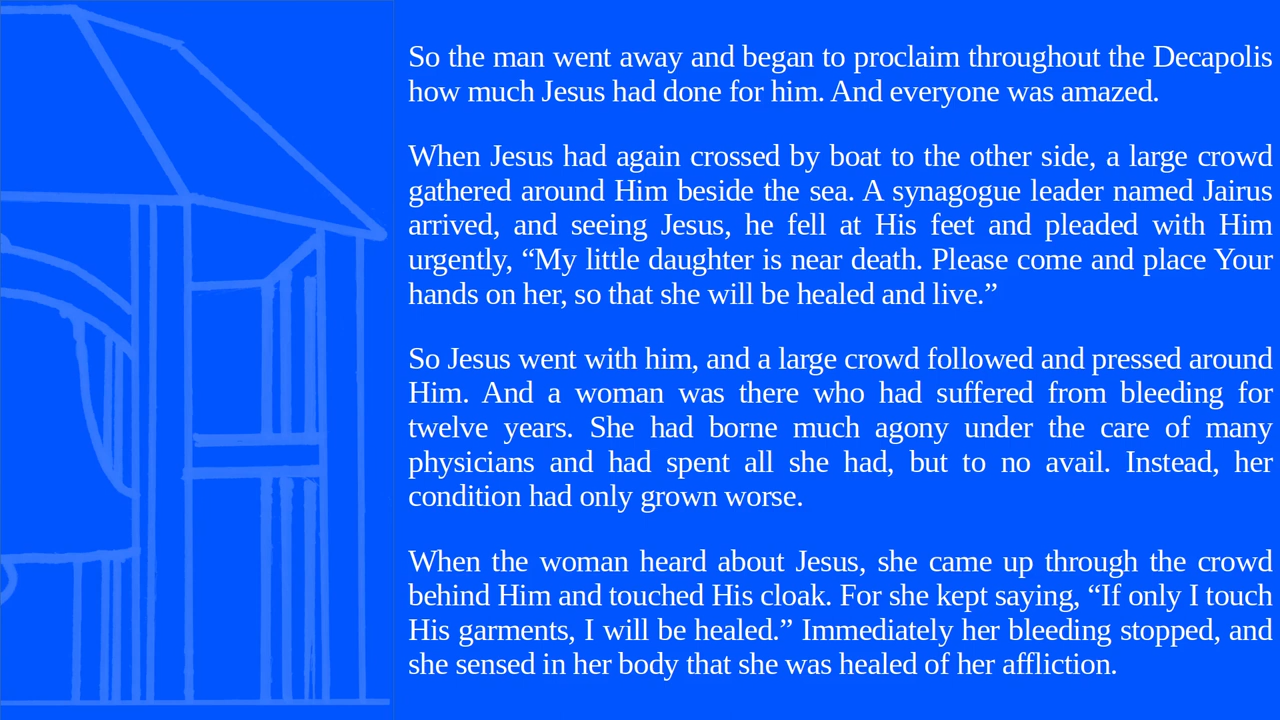 So the man went away and began to proclaim throughout the Decapolis
how much Jesus had done for him. And everyone was amazed.
When Jesus had again crossed by boat to the other side, a large crowd
gathered around Him beside the sea. A synagogue leader named Jairus
arrived, and seeing Jesus, he fell at His feet and pleaded with Him
urgently, “My little daughter is near death. Please come and place Your
hands on her, so that she will be healed and live.”
So Jesus went with him, and a large crowd followed and pressed around
Him. And a woman was there who had suffered from bleeding for
twelve years. She had borne much agony under the care of many
physicians and had spent all she had, but to no avail. Instead, her
condition had only grown worse.
When the woman heard about Jesus, she came up through the crowd
behind Him and touched His cloak. For she kept saying, “If only I touch
His garments, I will be healed.” Immediately her bleeding stopped, and
she sensed in her body that she was healed of her affliction.